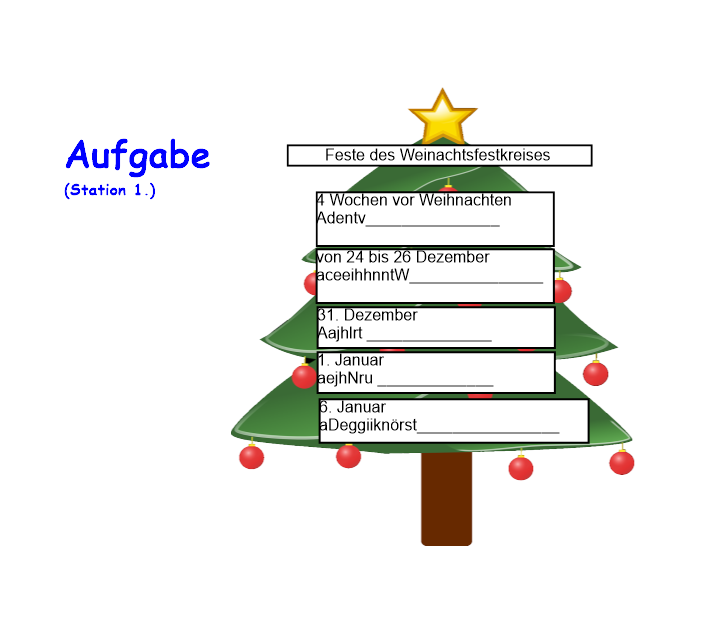 Aufgabe
(Station 1.)
Feste des Weinachtsfestkreises
4 Wochen vor Weihnachten
Adentv________________
von 24 bis 26 Dezember
aceeihhnntW________________
31. Dezember
Aajhlrt _______________
1. Januar
aejhNru ______________
6. Januar
aDeggiiknörst_________________